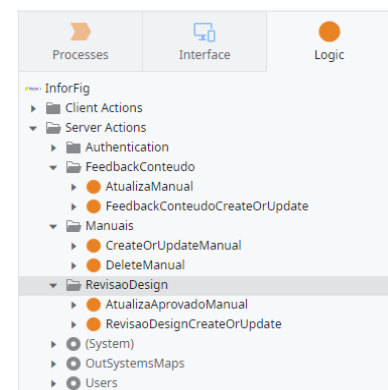 Processes
Interface
Logic
InforFig
Client Actions
Server Actions
Authentication
FeedbackConteudo
AtualizaManual
FeedbackConteudoCreateOrUpdate
Manuais
CreateOrUpdateManual
DeleteManual
RevisaoDesign
AtualizaAprovadoManual
RevisaoDesignCreateOrUpdate
(System)
OutSystemsMaps
Users